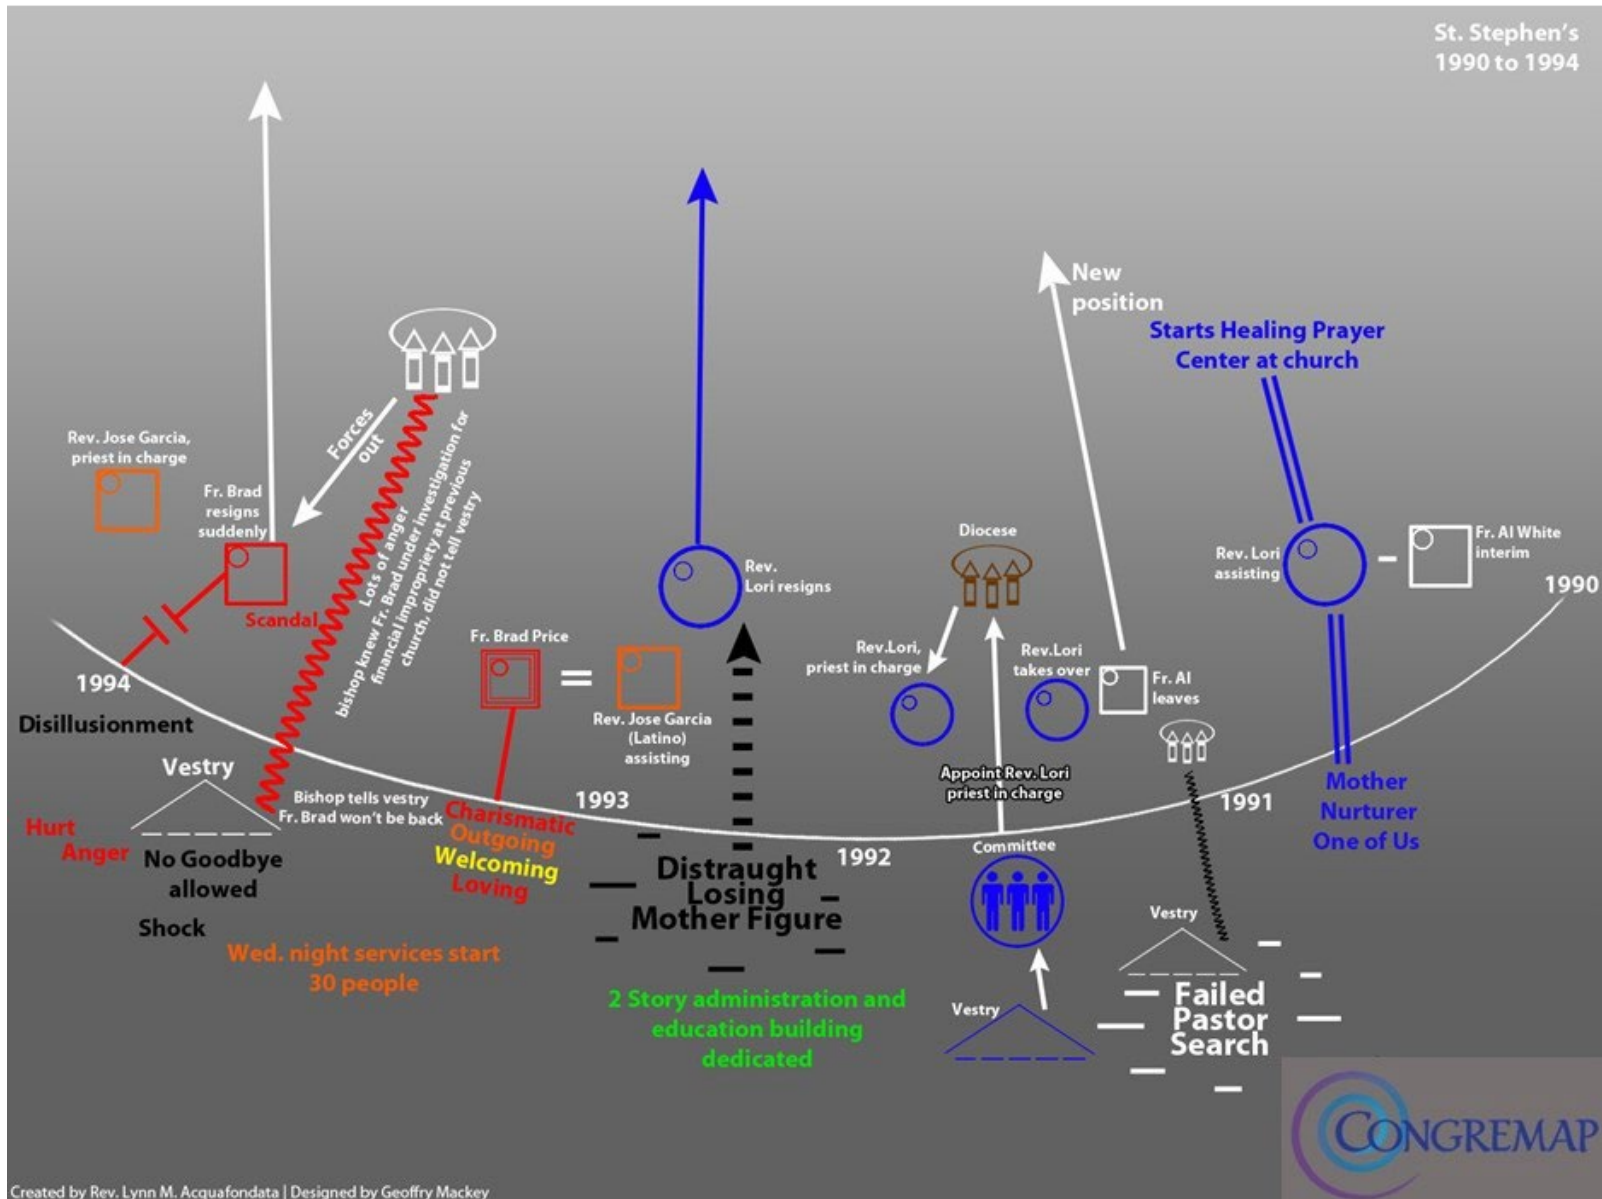 St. Stephen's
1990 to 1994
New
position
Starts Healing Prayer
Center at church
Forces
out
Rev. Jose Garcia,
priest in charge
Fr. Brad
resigns
suddenly
Scandal
Lots of anger
bishop knew Fr. Brad under investigation for
financial impropriety at previous
church, did not tell vestry
Rev.
Lori resigns
Diocese
Rev. Lori
assisting
Fr. Al White
interim
1990
Fr. Brad Price
Rev. Jose Garcia
(Latino)
assisting
Rev.Lori,
priest in charge
Rev.Lori
takes over
Fr. Al
leaves
1994
Disillusionment
Vestry
Bishop tells vestry
Fr. Brad won't be back
Hurt
Anger
No Goodbye
allowed
Shock
Charismatic
Outgoing
Welcoming
Loving
1993
Appoint Rev. Lori
priest in charge
1991
Mother
Nurturer
One of Us
1992
Committee
Distraught
Losing
Mother Figure
Wed. night services start
30 people
2 Story administration and
education building
dedicated
Vestry
Vestry
Failed
Pastor
Search
CONGREMAP
Created by Rev. Lynn M. Acquafondata | Designed by Geoffry Mackey